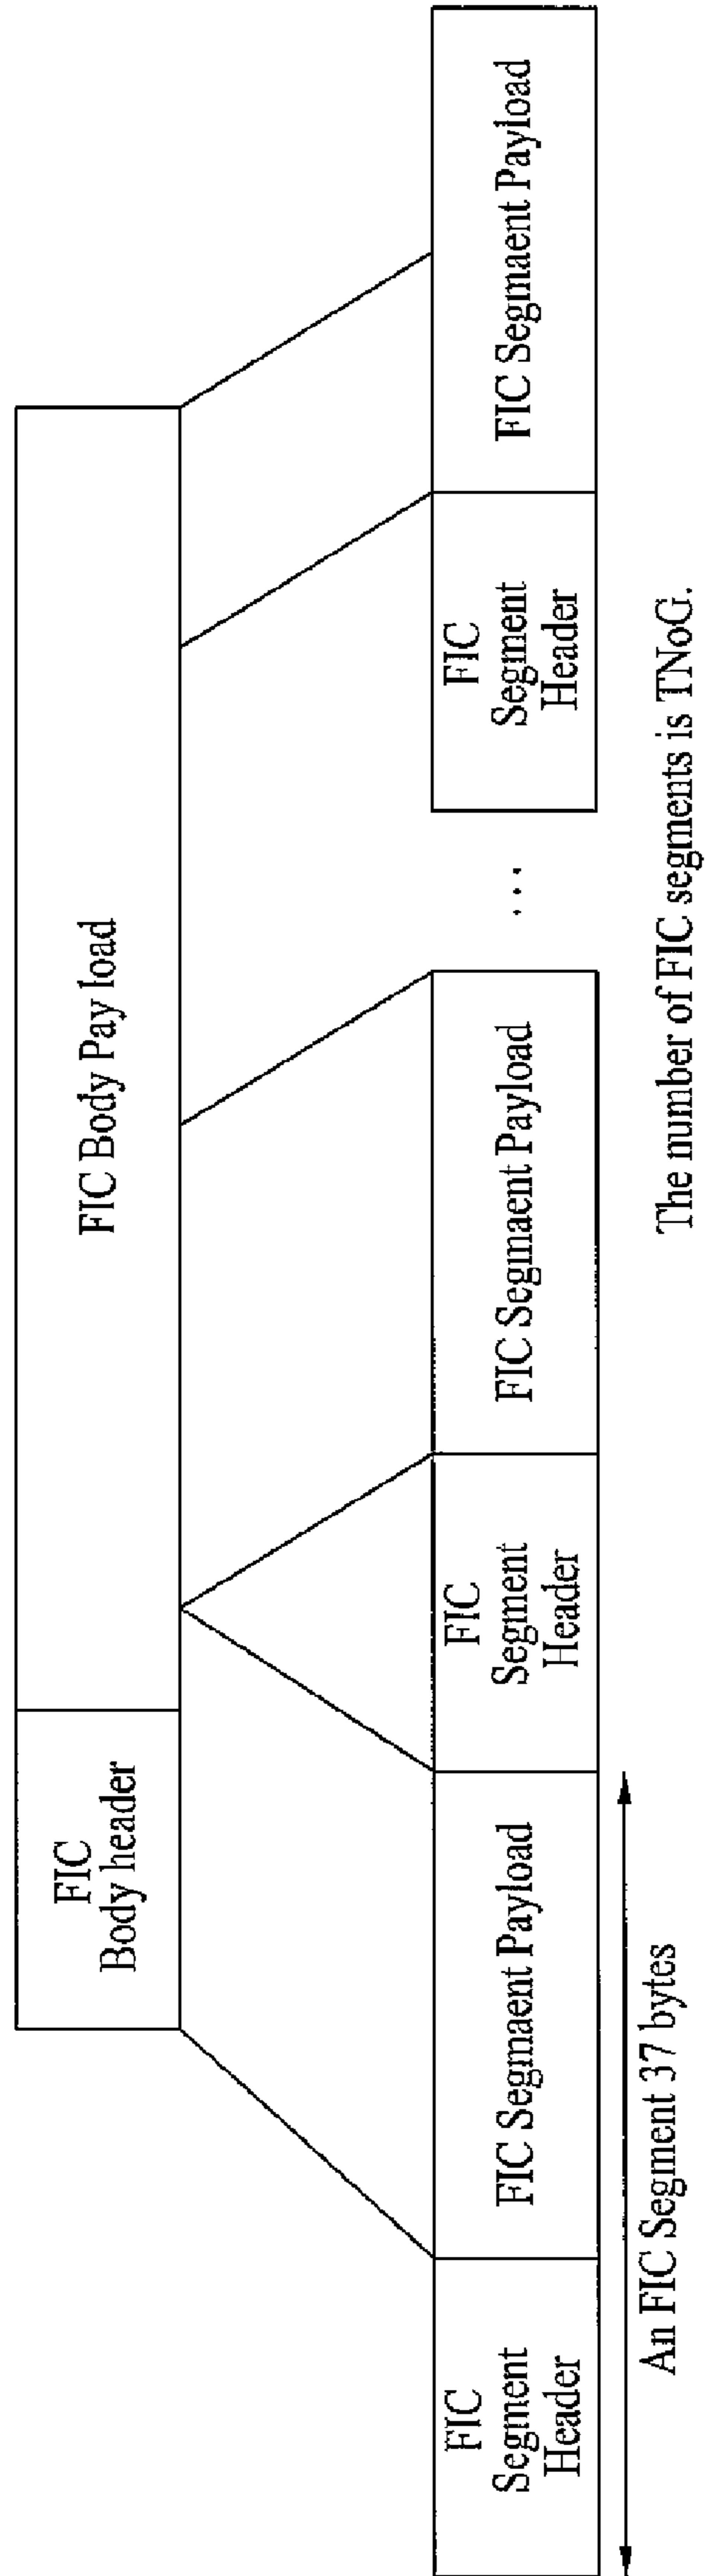 FIC
Body header
FIC Body Pay load
FIC
Segment
Header
FIC Segmaent Payload
FIC
Segment
Header
FIC Segmaent Payload
...
FIC
Segment
Header
FIC Segmaent Payload
An FIC Segment 37 bytes
The number of FIC segments is TNoG.